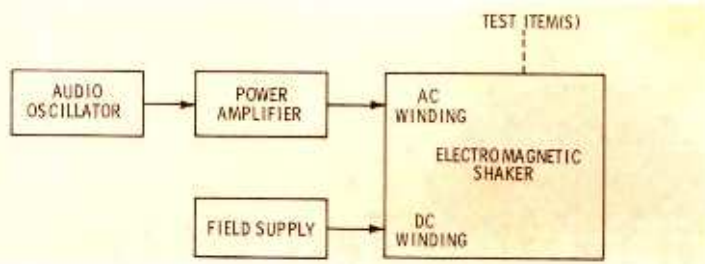 TEST ITEM(S)
AUDIO
OSCILLATOR
POWER
AMPLIFIER
AC
WINDING
ELECTROMAGNETIC
SHAKER
FIELD SUPPLY
DC
WINDING